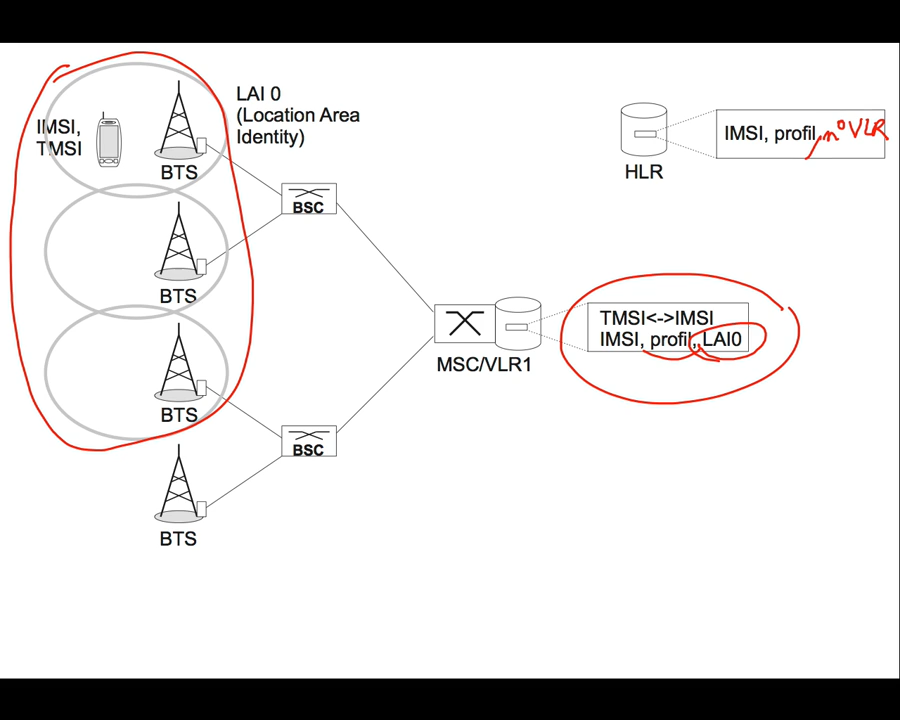 LAI 0
(Location Area
Identity)
IMSI,
TMSI
BTS
BSC
BTS
BTS
BSC
BTS
HLR
IMSI, profil, n° VLR
MSC/VLR1
TMSI<->IMSI
IMSI, profil, LAI0